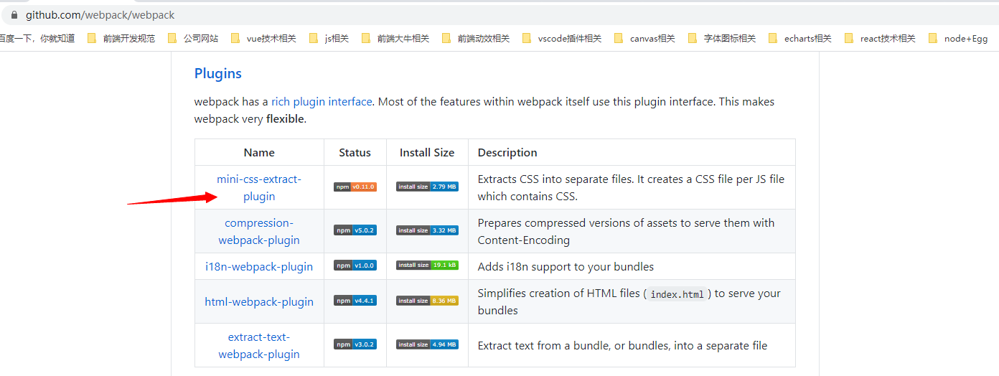 github.com/webpack/webpack
百度一下，你就知道 前端开发规范 公司网站 vue技术相关 js相关 前端大牛相关 前端动效相关 vscode插件相关 canvas相关 字体图标相关 echarts相关 react技术相关 node+Egg
Plugins
webpack has a rich plugin interface. Most of the features within webpack itself use this plugin interface. This makes
webpack very flexible.
Name Status Install Size Description
mini-css-extract-
plugin
npm v0.11.0
install size 2.79 MB
Extracts CSS into separate files. It creates a CSS file per JS file
which contains CSS.
compression-
webpack-plugin
npm v5.0.2
install size 3.32 MB
Prepares compressed versions of assets to serve them with
Content-Encoding
i18n-webpack-plugin npm v1.0.0 install size 19.1 kB Adds i18n support to your bundles
html-webpack-plugin
npm v4.4.1
install size 8.36 MB
Simplifies creation of HTML files (index.html) to serve your
bundles
extract-text-
webpack-plugin
npm v3.0.2
install size 4.94 MB
Extract text from a bundle, or bundles, into a separate file